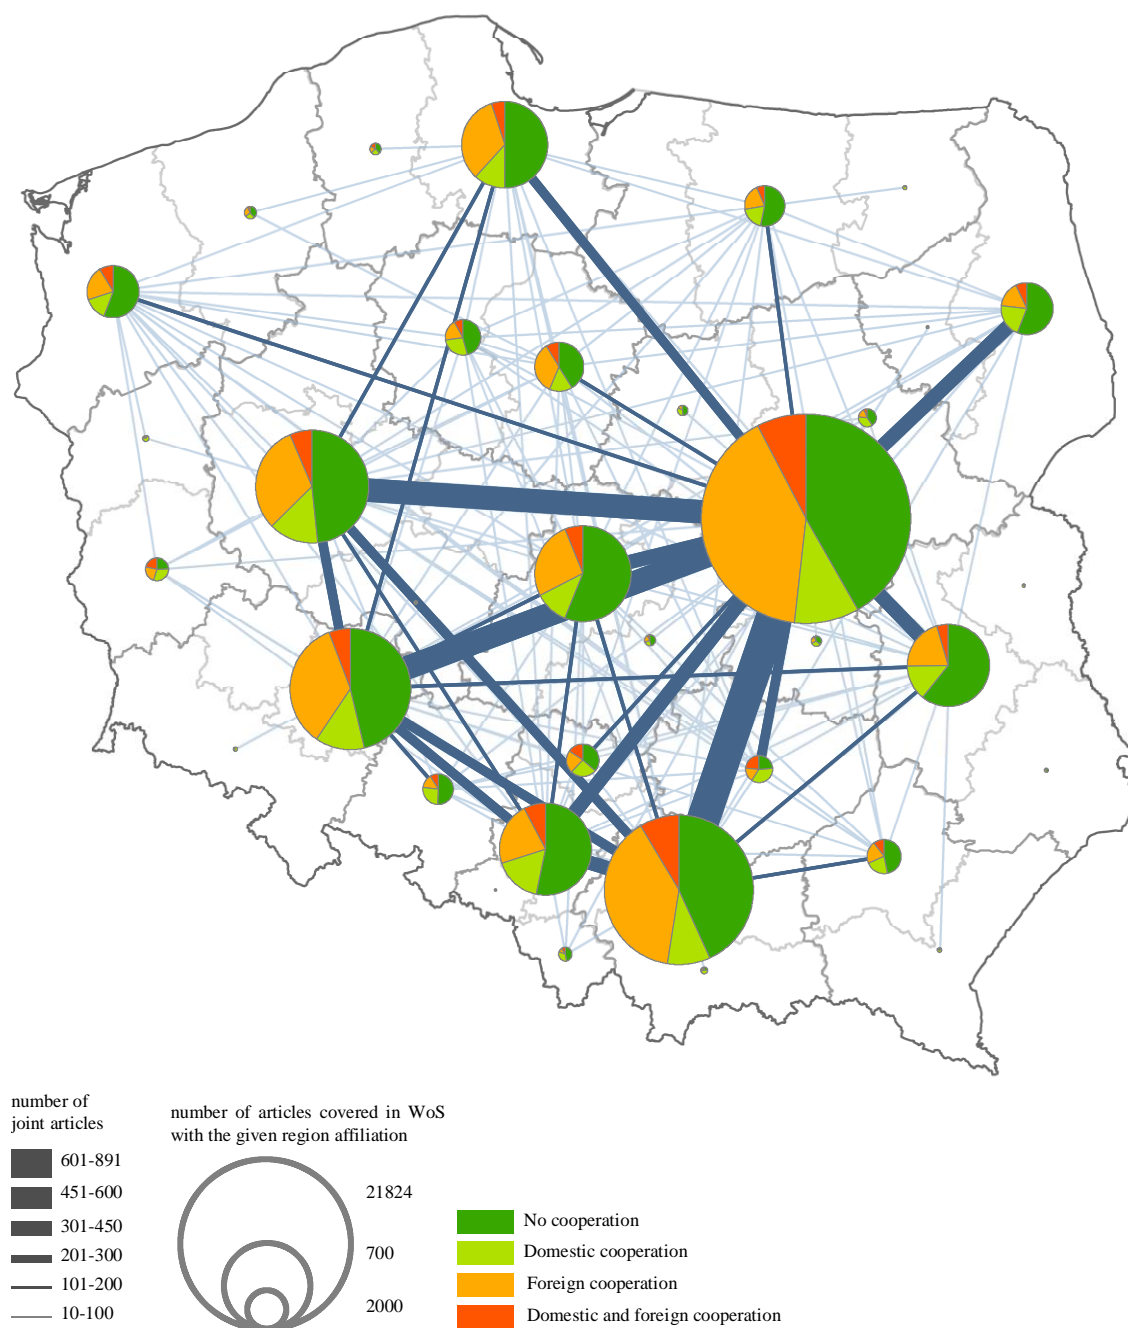 number of
joint articles
601-891
451-600
301-450
201-300
101-200
10-100
number of articles covered in WoS
with the given region affiliation
21824
700
2000
No cooperation
Domestic cooperation
Foreign cooperation
Domestic and foreign cooperation